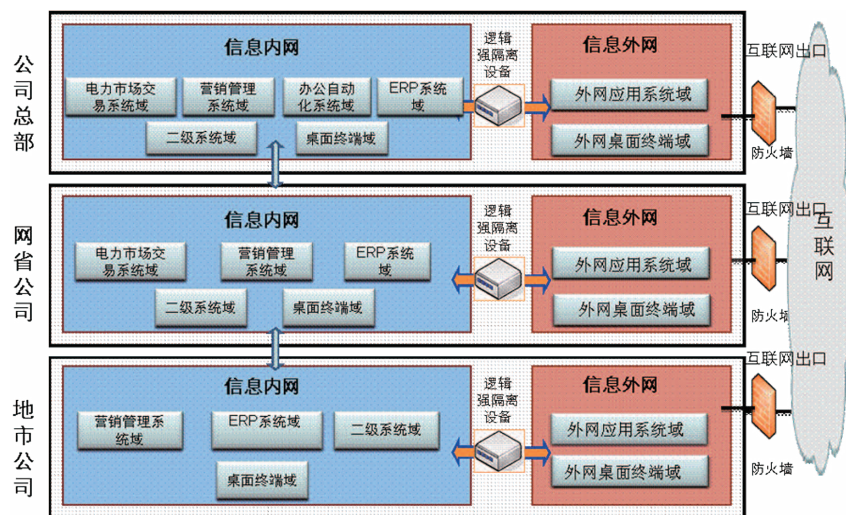 公司总部
信息内网
电力市场交
易系统域
营销管理
系统域
办公自动
化系统域
ERP系统
域
二级系统域
桌面终端域
逻辑
强隔离
设备
信息外网
外网应用系统域
外网桌面终端域
互联网出口
防火墙
网省公司
信息内网
电力市场交
易系统域
营销管理
系统域
ERP系统
域
二级系统域
桌面终端域
逻辑
强隔离
设备
信息外网
外网应用系统域
外网桌面终端域
互联网出口
防火墙
互联网
地市公司
信息内网
营销管理系
统域
ERP系统域
二级系统域
桌面终端域
逻辑
强隔离
设备
信息外网
外网应用系统域
外网桌面终端域
互联网出口
防火墙